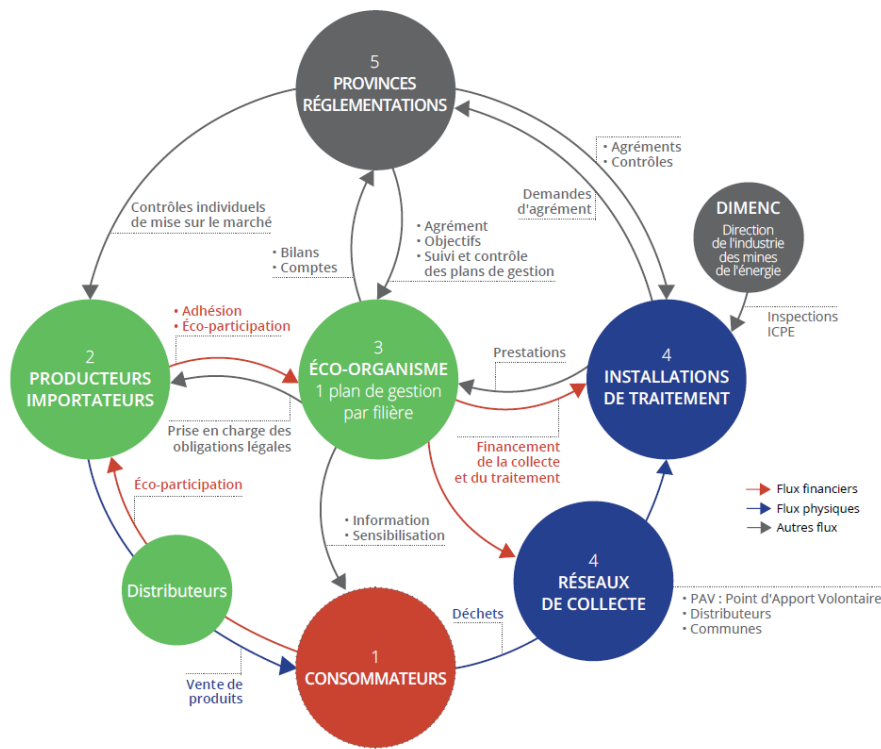 5
PROVINCES
RÉGLEMENTATIONS
• Agréments
• Contrôles
Demandes
d'agrément
DIMENC
Direction
de l'industrie
des mines
de l'énergie
Contrôles individuels
de mise sur le marché
• Bilans
• Comptes
• Agrément
• Objectifs
• Suivi et contrôle
des plans de gestion
Inspections
ICPE
• Adhésion
• Éco-participation
2
PRODUCTEURS
IMPORTATEURS
3
ÉCO-ORGANISME
1 plan de gestion
par filière
Prestations
4
INSTALLATIONS
DE TRAITEMENT
Prise en charge des
obligations légales
Financement
de la collecte
et du traitement
Éco-participation
Flux financiers
Flux physiques
Autres flux
• Information
• Sensibilisation
Distributeurs
4
RÉSEAUX
DE COLLECTE
• PAV : Point d'Apport Volontaire
• Distributeurs
• Communes
Déchets
1
CONSOMMATEURS
Vente de
produits